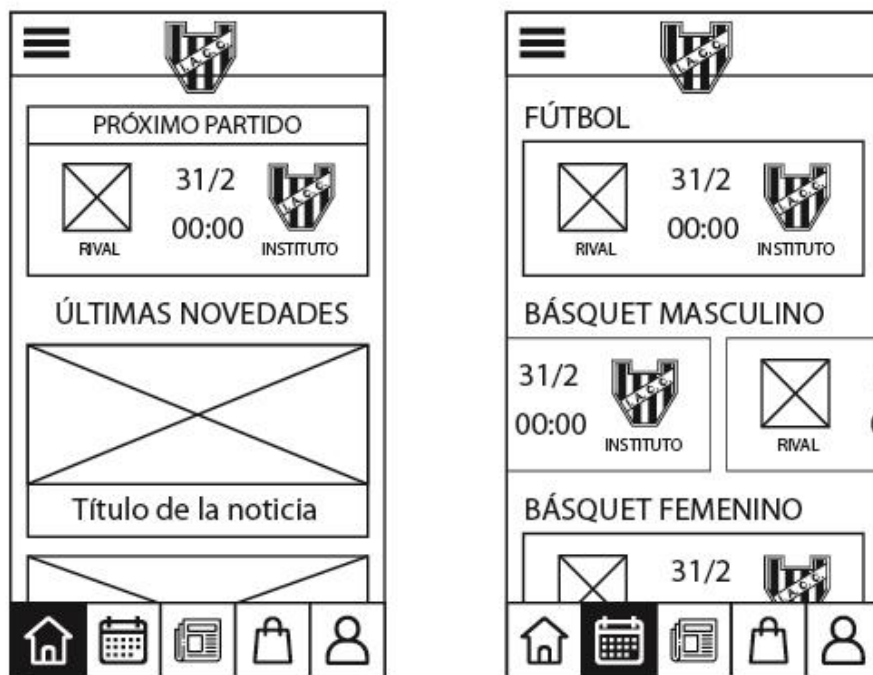 I.A.C.C.
PRÓXIMO PARTIDO
31/2
00:00
I.A.C.C.
RIVAL
INSTITUTO
ÚLTIMAS NOVEDADES
Título de la noticia
I.A.C.C.
FÚTBOL
31/2
00:00
I.A.C.C.
RIVAL
INSTITUTO
BÁSQUET MASCULINO
31/2
00:00
I.A.C.C.
INSTITUTO
RIVAL
BÁSQUET FEMENINO
31/2